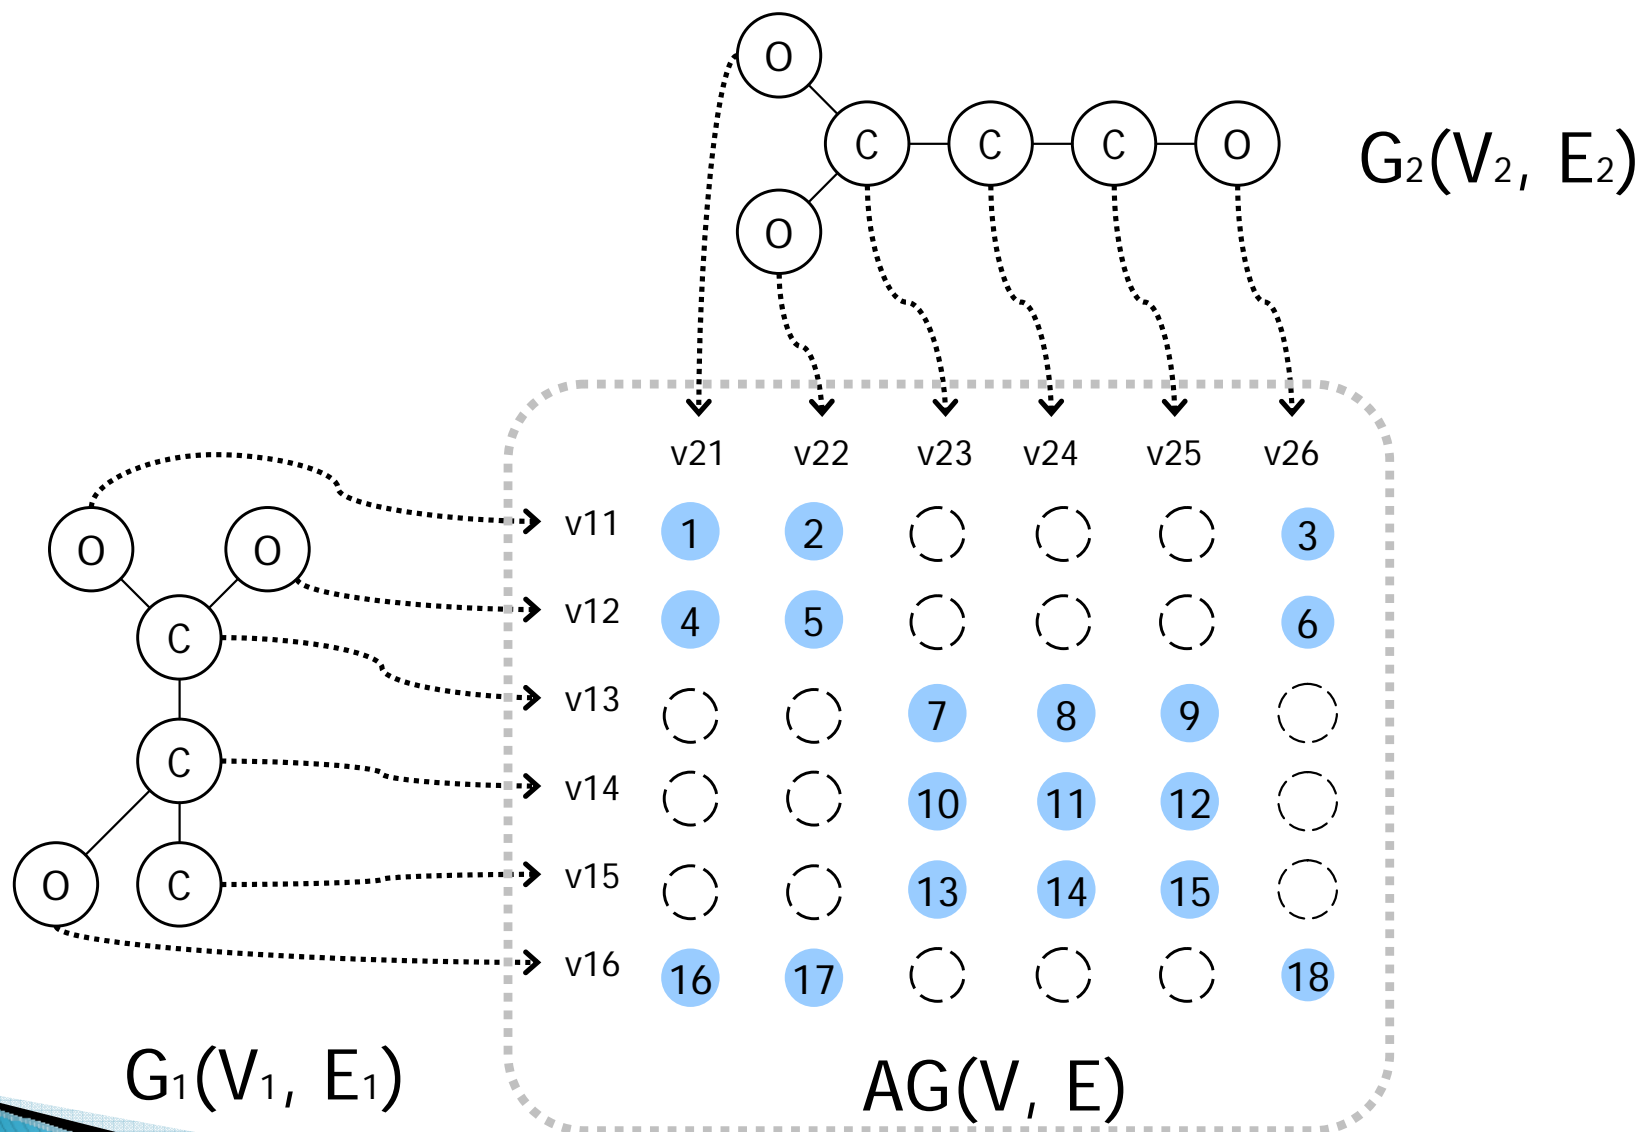 O
C C C O
G2(V2, E2)
O
v21 v22 v23 v24 v25 v26
v11 1 2 3
O O
v12 4 5 6
C
v13 7 8 9
C
v14 10 11 12
O C
v15 13 14 15
v16 16 17 18
G1(V1, E1)
AG(V, E)